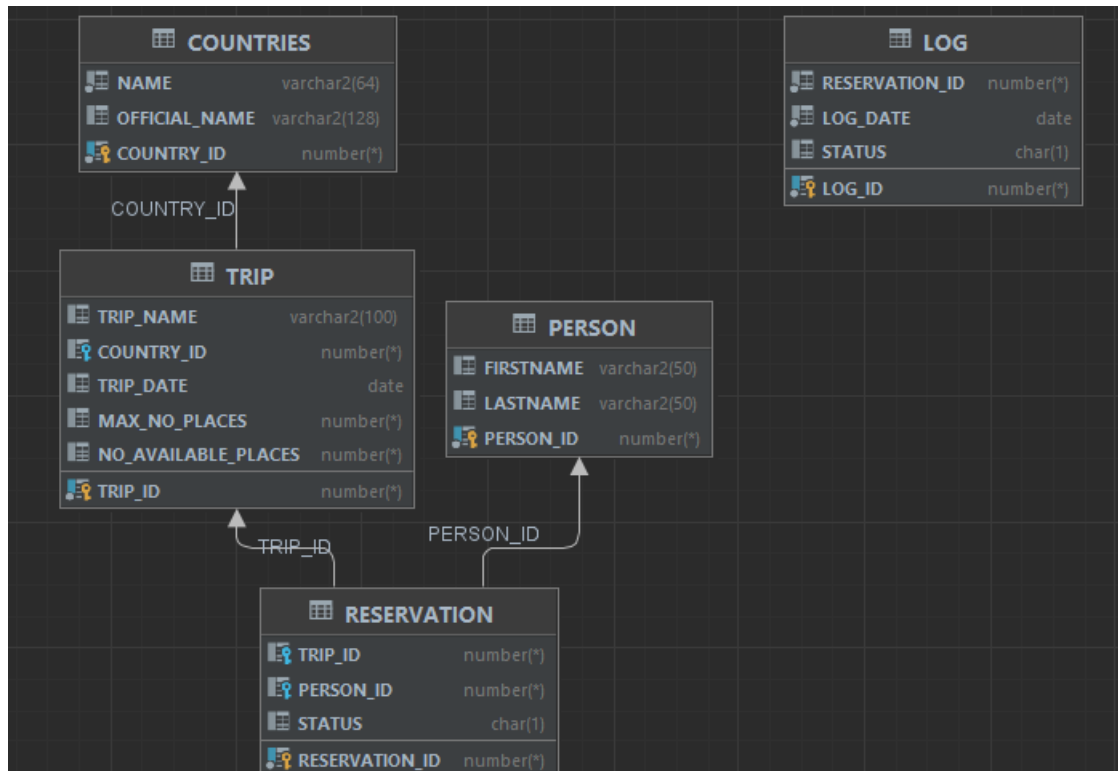 COUNTRIES
NAME varchar2(64)
OFFICIAL_NAME varchar2(128)
COUNTRY_ID number(*)
LOG
RESERVATION_ID number(*)
LOG_DATE date
STATUS char(1)
LOG_ID number(*)
COUNTRY_ID
TRIP
TRIP_NAME varchar2(100)
COUNTRY_ID number(*)
TRIP_DATE date
MAX_NO_PLACES number(*)
NO_AVAILABLE_PLACES number(*)
TRIP_ID number(*)
PERSON
FIRSTNAME varchar2(50)
LASTNAME varchar2(50)
PERSON_ID number(*)
TRIP_ID
PERSON_ID
RESERVATION
TRIP_ID number(*)
PERSON_ID number(*)
STATUS char(1)
RESERVATION_ID number(*)